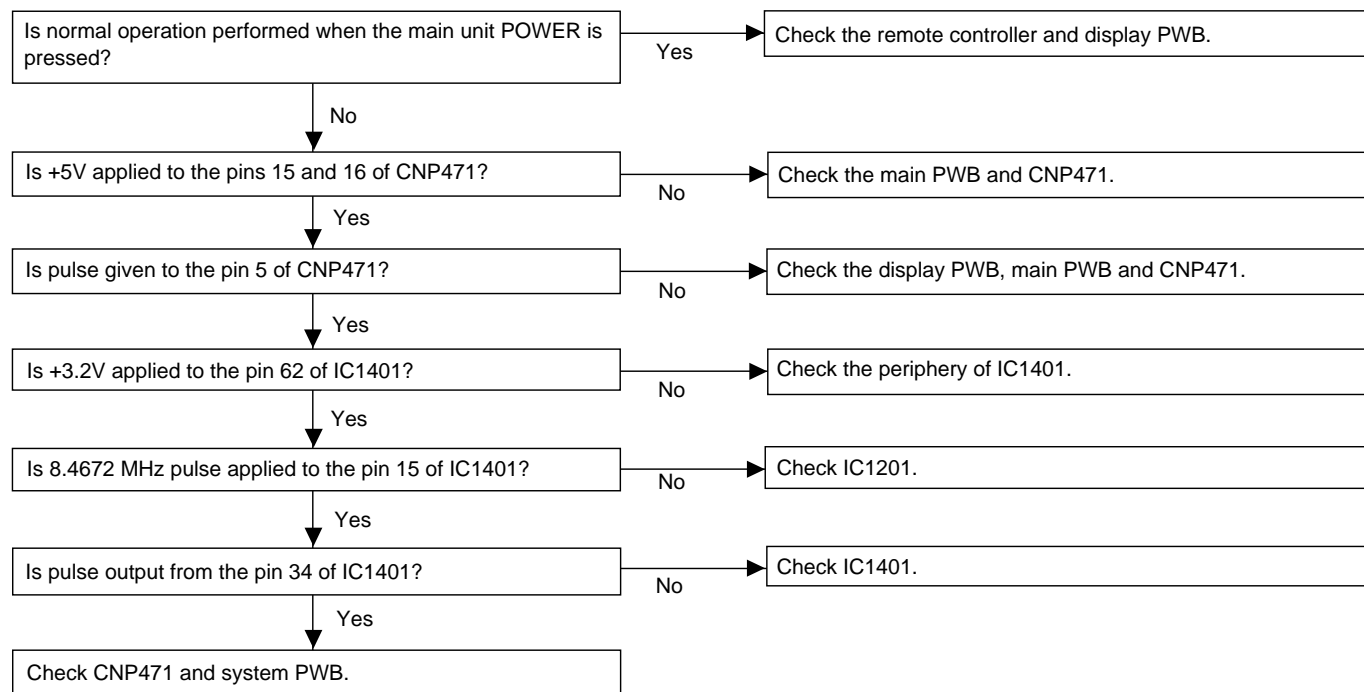 Is normal operation performed when the main unit POWER is
pressed?
Yes
Check the remote controller and display PWB.
No
Is +5V applied to the pins 15 and 16 of CNP471?
No
Check the main PWB and CNP471.
Yes
Is pulse given to the pin 5 of CNP471?
No
Check the display PWB, main PWB and CNP471.
Yes
Is +3.2V applied to the pin 62 of IC1401?
No
Check the periphery of IC1401.
Yes
Is 8.4672 MHz pulse applied to the pin 15 of IC1401?
No
Check IC1201.
Yes
Is pulse output from the pin 34 of IC1401?
No
Check IC1401.
Yes
Check CNP471 and system PWB.